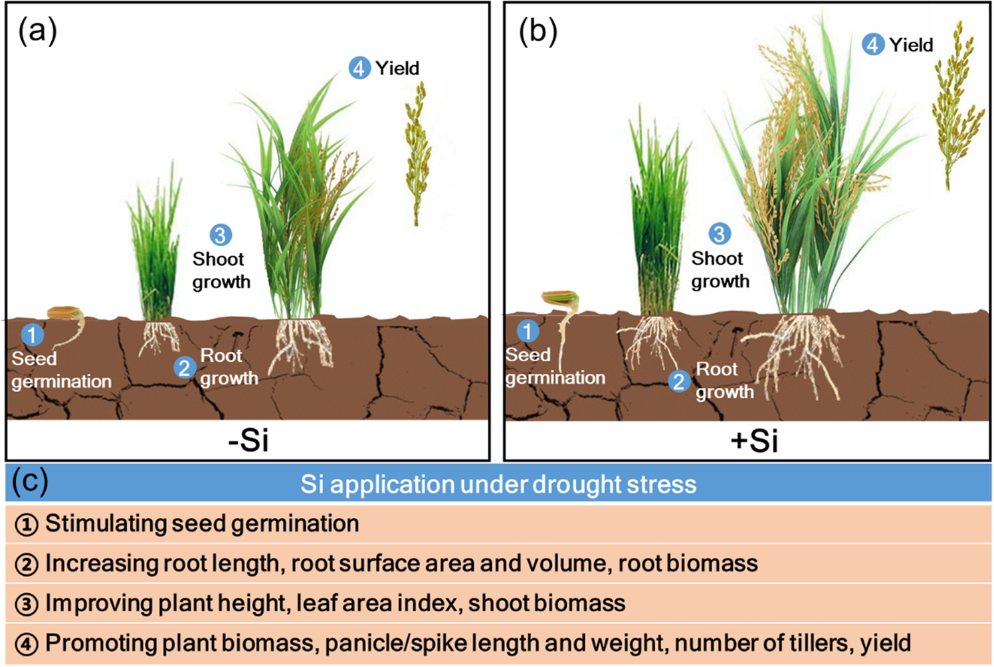 (a)
④ Yield
③
Shoot
growth
①
Seed
germination
② Root
growth
-Si
(b)
④ Yield
③
Shoot
growth
①
Seed
germination
② Root
growth
+Si
(c) Si application under drought stress
① Stimulating seed germination
② Increasing root length, root surface area and volume, root biomass
③ Improving plant height, leaf area index, shoot biomass
④ Promoting plant biomass, panicle/spike length and weight, number of tillers, yield